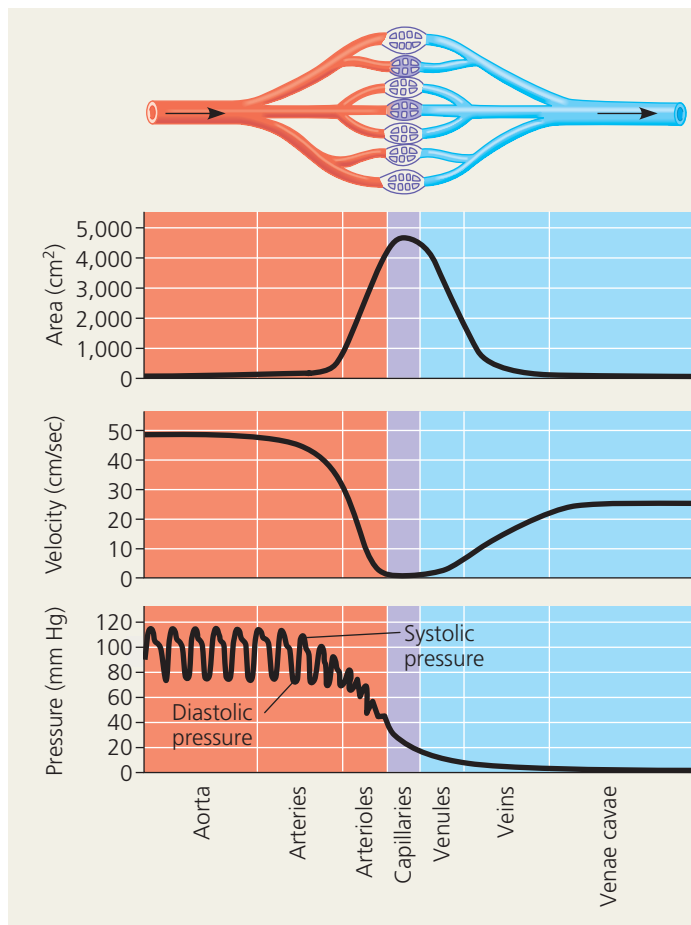 Area (cm²)
5,000
4,000
3,000
2,000
1,000
0
Velocity (cm/sec)
50
40
30
20
10
0
Pressure (mm Hg)
120
100
80
60
40
20
0
Systolic
pressure
Diastolic
pressure
Aorta
Arteries
Arterioles
Capillaries
Venules
Veins
Venae cavae